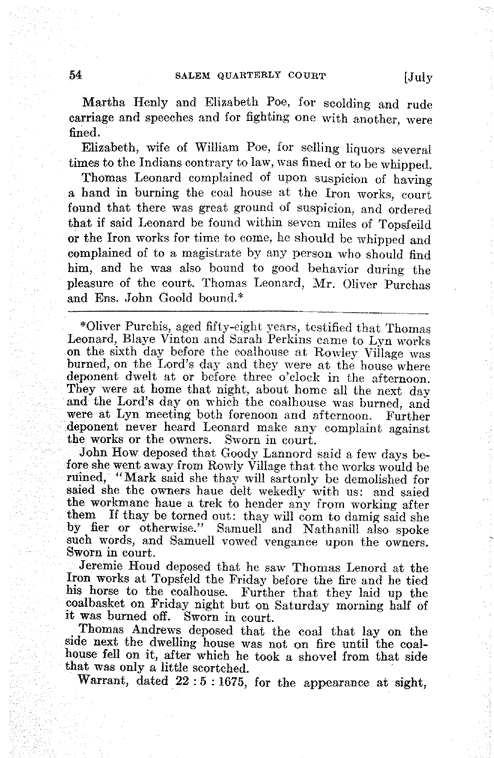 54 SALEM QUARTERLY COURT [July
Martha Henly and Elizabeth Poe, for scolding and rude
carriage and speeches and for fighting one with another, were
fined.
Elizabeth, wife of William Poe, for selling liquors several
times to the Indians contrary to law, was fined or to be whipped.
Thomas Leonard complained of upon suspicion of having
a hand in burning the coal house at the Iron works, court
found that there was great ground of suspicion, and ordered
that if said Leonard be found within seven miles of Topsfeild
or the Iron works for time to come, he should be whipped and
complained of to a magistrate by any person who should find
him, and he was also bound to good behavior during the
pleasure of the court. Thomas Leonard, Mr. Oliver Purchas
and Ens. John Goold bound.*
*Oliver Purchis, aged fifty-eight years, testified that Thomas
Leonard, Blaye Vinton and Sarah Perkins came to Lyn works
on the sixth day before the coalhouse at Rowley Village was
burned, on the Lord's day and they were at the house where
deponent dwelt at or before three o'clock in the afternoon.
They were at home that night, about home all the next day
and the Lord's day on which the coalhouse was burned, and
were at Lyn meeting both forenoon and afternoon. Further
deponent never heard Leonard make any complaint against
the works or the owners. Sworn in court.
John How deposed that Goody Lannord said a few days be-
fore she went away from Rowly Village that the works would be
ruined, "Mark said she thay will sartonly be demolished for
saied she the owners haue delt wekedly with us: and saied
the workmane haue a trek to hender any from working after
them If thay be torned out: thay will com to damig said she
by fier or otherwise." Samuell and Nathanill also spoke
such words, and Samuell vowed vengance upon the owners.
Sworn in court.
Jeremie Houd deposed that he saw Thomas Lenord at the
Iron works at Topsfeld the Friday before the fire and he tied
his horse to the coalhouse. Further that they laid up the
coalbasket on Friday night but on Saturday morning half of
it was burned off. Sworn in court.
Thomas Andrews deposed that the coal that lay on the
side next the dwelling house was not on fire until the coal-
house fell on it, after which he took a shovel from that side
that was only a little scortched.
Warrant, dated 22 : 5 : 1675, for the appearance at sight,